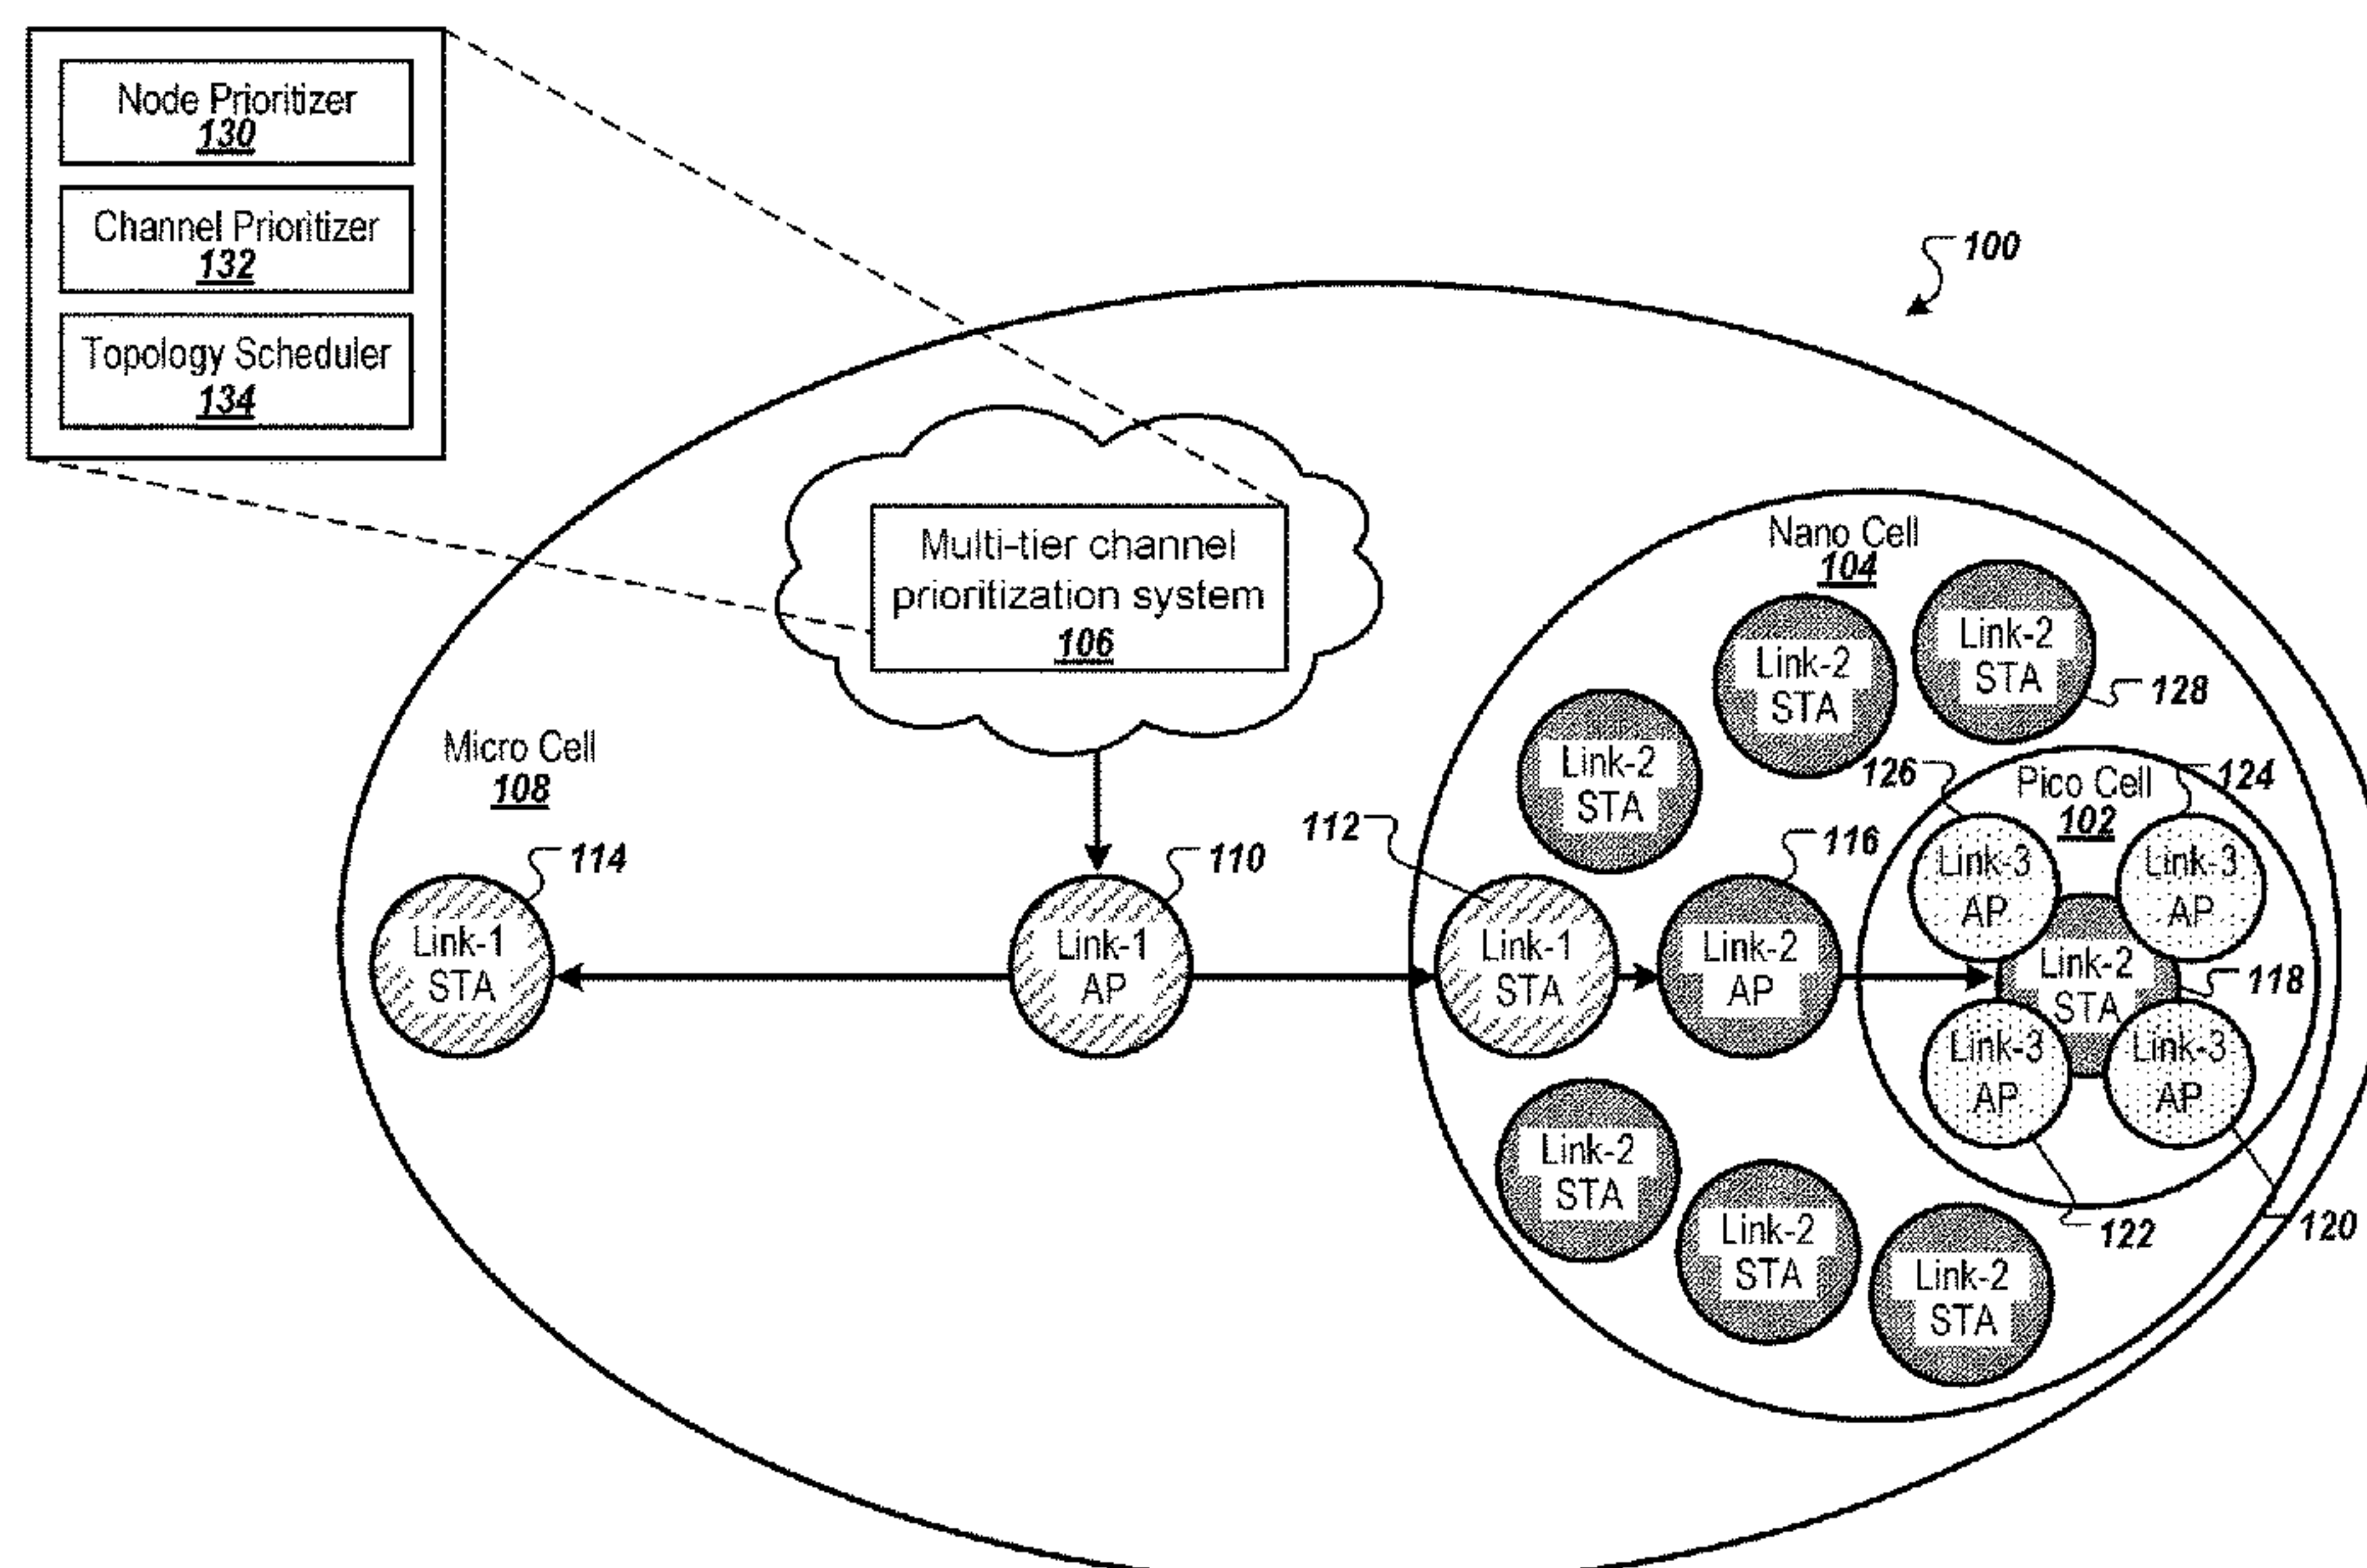 Node Prioritizer
130
Channel Prioritizer
132
Topology Scheduler
134
100
Multi-tier channel
prioritization system
106
Nano Cell
104
Link-2
STA
128
Link-2
STA
Link-2
STA
Micro Cell
108
126
Pico Cell
102
124
114
110
112
116
Link-3
AP
Link-3
AP
Link-1
STA
Link-1
AP
Link-1
STA
Link-2
AP
Link-2
STA
118
Link-3
AP
Link-3
AP
Link-2
STA
Link-2
STA
Link-2
STA
122
120